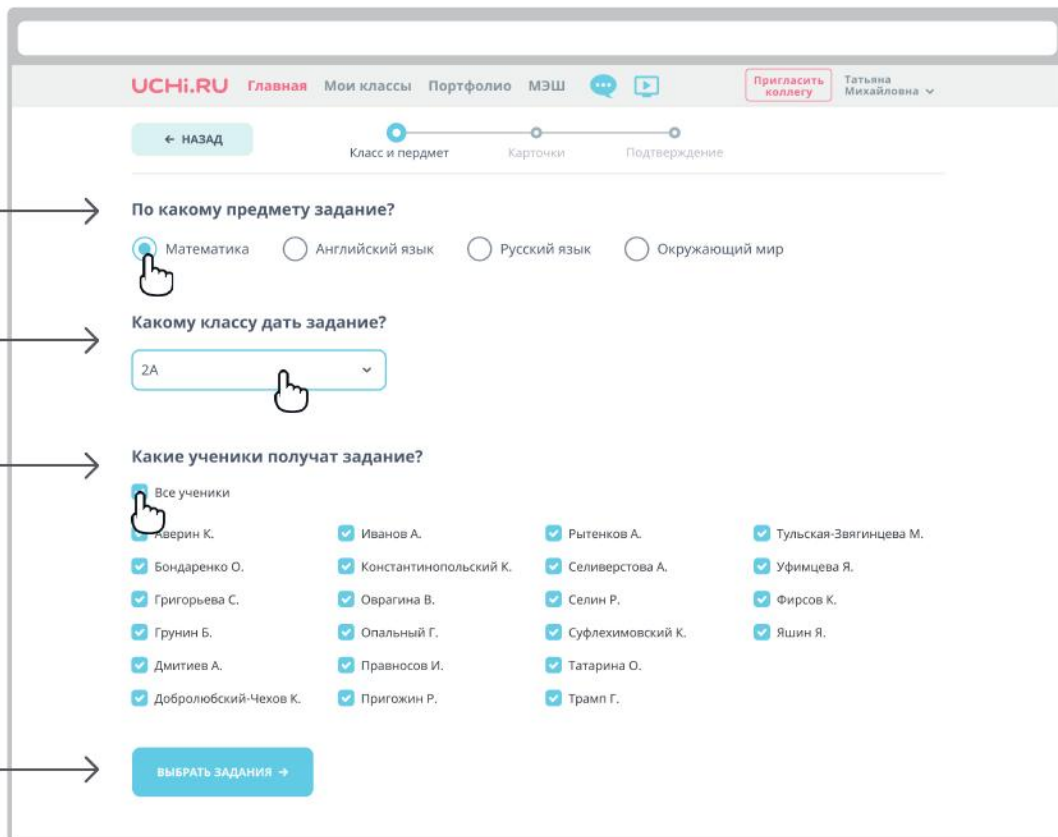 UCHi.RU Главная Мои классы Портфолио МЭШ Пригласить коллегу Татьяна Михайловна
← НАЗАД
Класс и пердмет Карточки Подтверждение
По какому предмету задание?
Математика Английский язык Русский язык Окружающий мир
Какому классу дать задание?
2А
Какие ученики получат задание?
Все ученики
Аверин К. Иванов А. Рытенков А. Тульская-Звягинцева М.
Бондаренко О. Константинопольский К. Селиверстова А. Уфимцева Я.
Григорьева С. Оврагина В. Селин Р. Фирсов К.
Грунин Б. Опальный Г. Суфлехимовский К. Яшин Я.
Дмитиев А. Правносов И. Татарина О.
Добролюбский-Чехов К. Пригожин Р. Трамп Г.
ВЫБРАТЬ ЗАДАНИЯ →